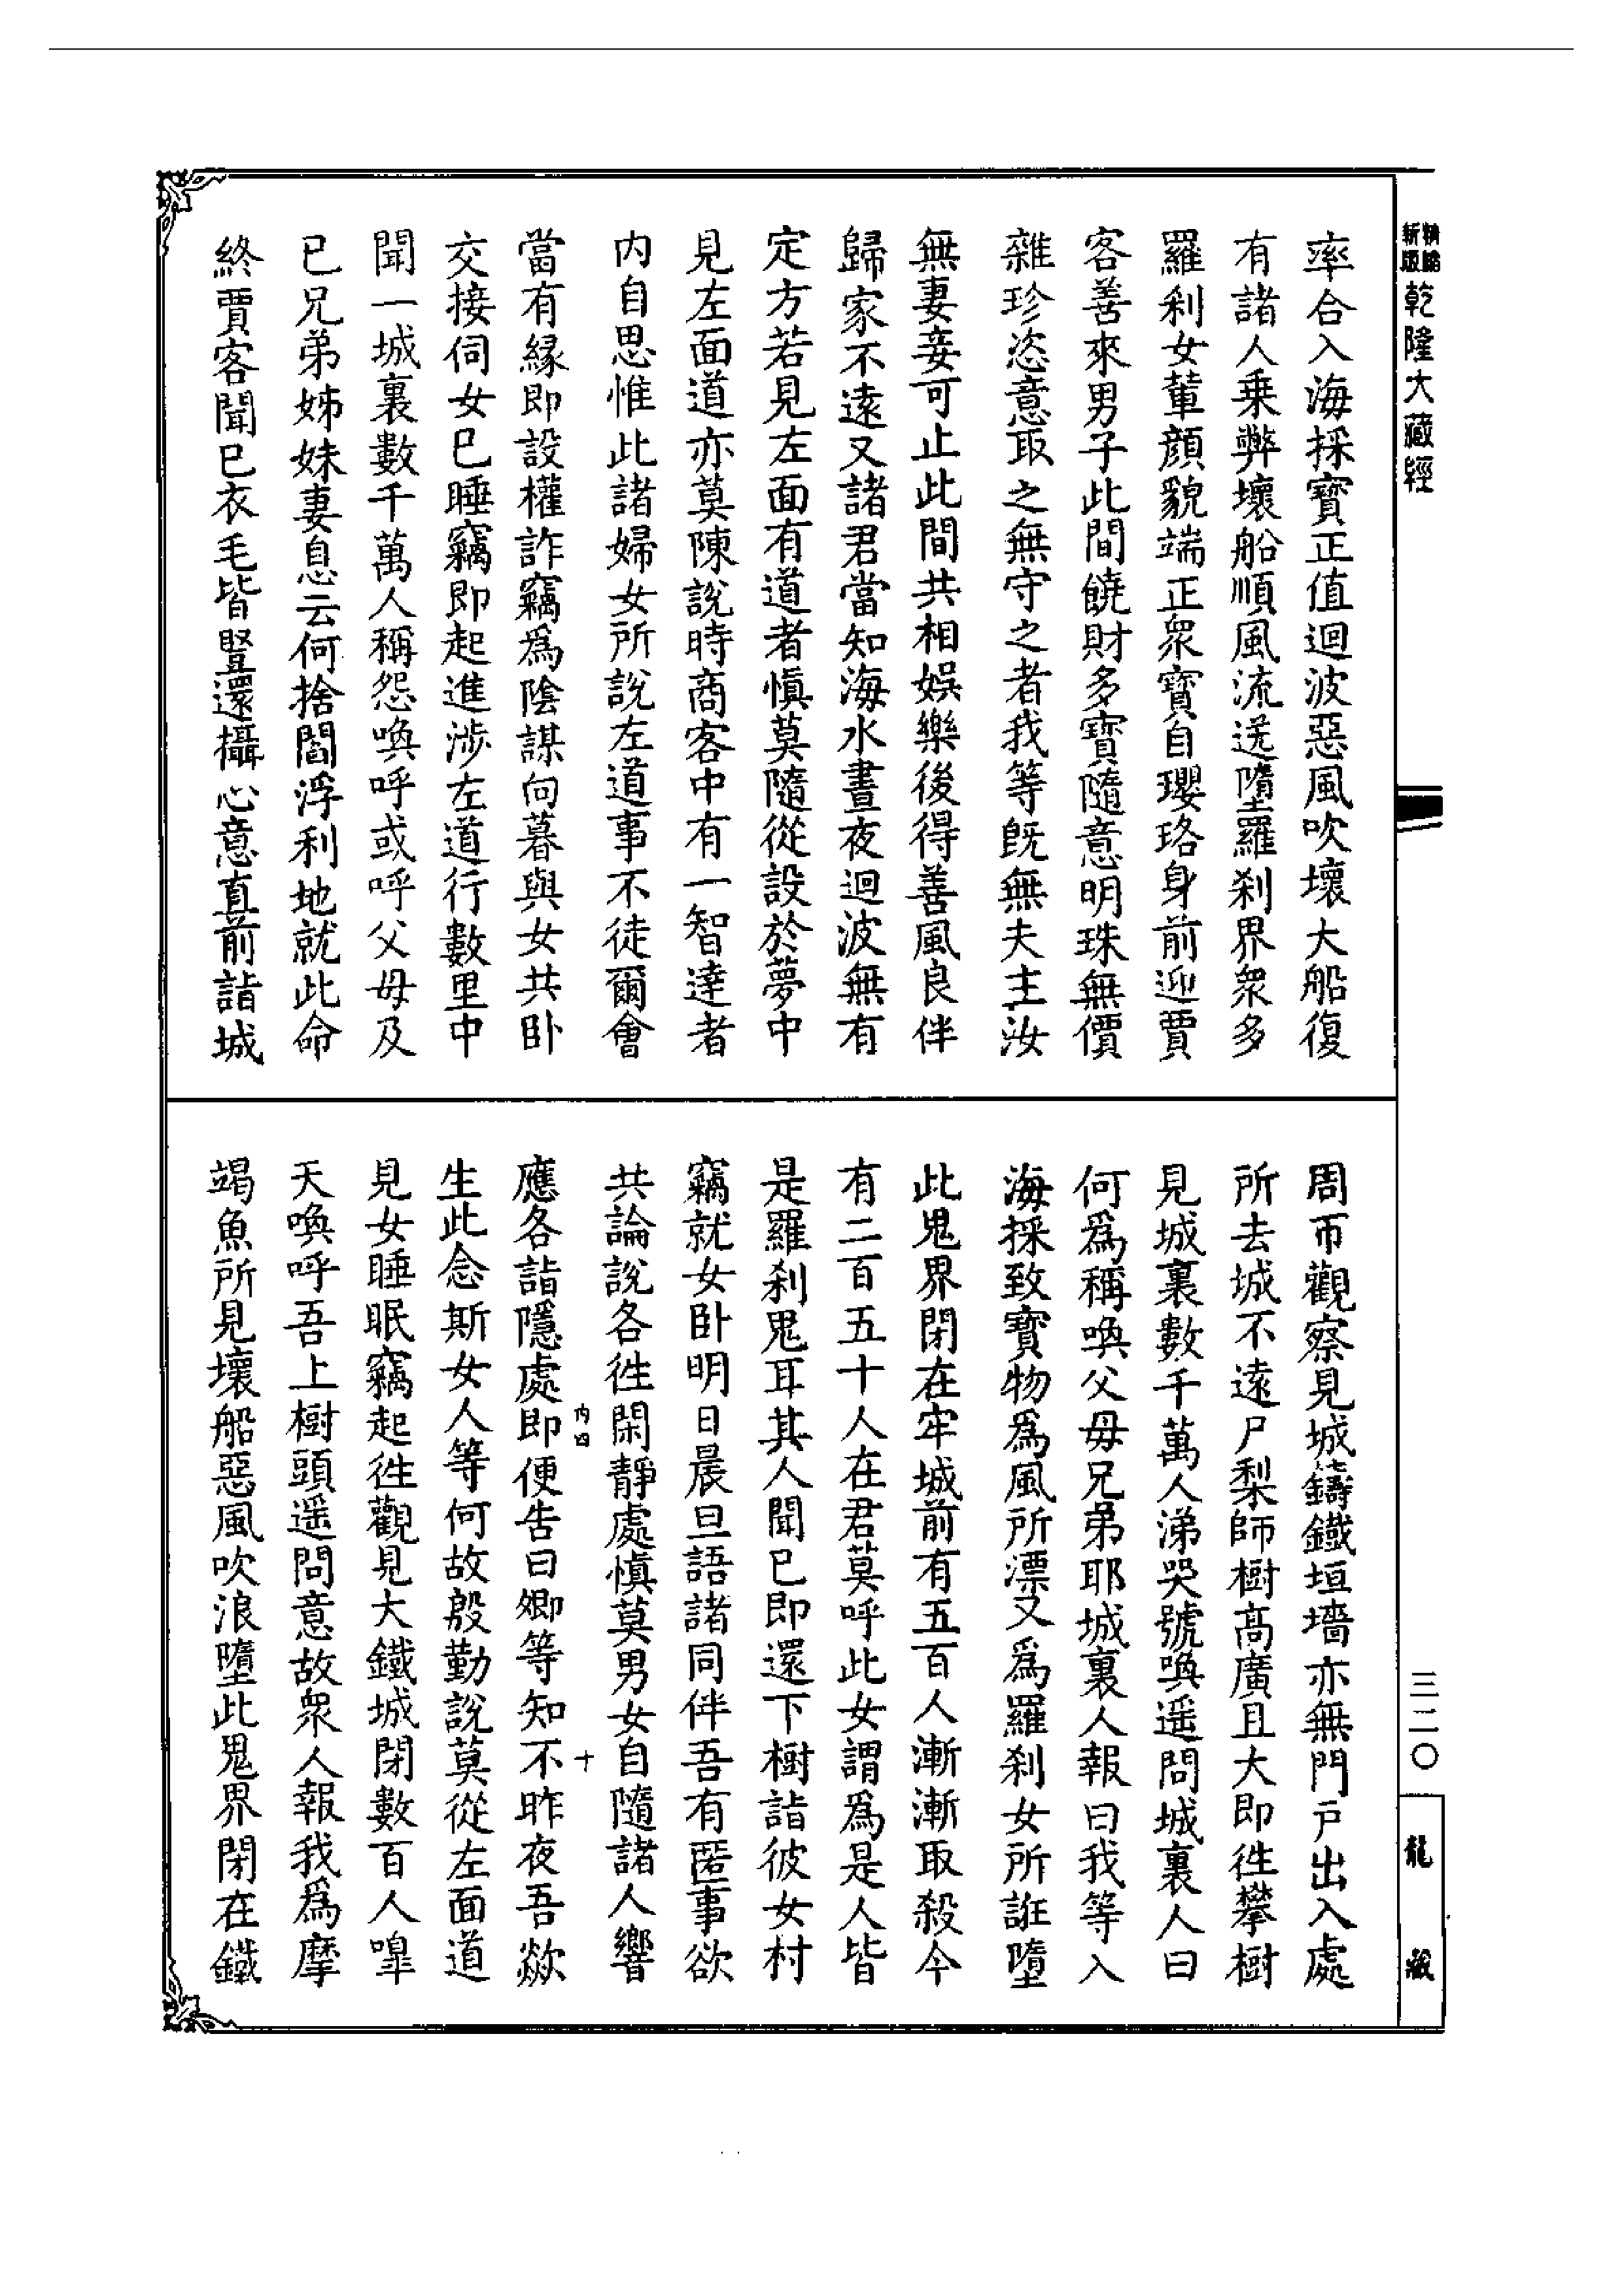 新版
精縮
乾隆大藏經
三二〇
龍藏
率合入海採寶正值迴波惡風吹壞大船復
有諸人乗弊壞船順風流迸墮羅刹界衆多
羅刹女輩顔貌端正衆寶自瓔珞身前迎賈
客善來男子此間饒財多寶隨意明珠無價
雜珍恣意取之無守之者我等旣無夫主汝
無妻妾可止此間共相娛樂後得善風良伴
歸家不遠又諸君當知海水晝夜迴波無有
定方若見左面有道者愼莫隨從設於夢中
見左面道亦莫陳說時商客中有一智達者
内自思惟此諸婦女所說左道事不徒爾會
當有緣即設權詐竊爲陰謀向暮與女共卧
交接伺女已睡竊即起進涉左道行數里中
聞一城裏數千萬人稱怨喚呼或呼父母及
已兄弟姊妹妻息云何捨閻浮利地就此命
終賈客聞已衣毛皆豎還攝心意直前詣城
周帀觀察見城鑄鐵垣墻亦無門戸出入處
所去城不遠尸梨師樹髙廣且大即徃攀樹
見城裏數千萬人涕哭號喚遥問城裏人曰
何爲稱喚父母兄弟耶城裏人報曰我等入
海採致寶物爲風所漂又爲羅刹女所誑墮
此鬼界閉在牢城前有五百人漸漸取殺今
有二百五十人在君莫呼此女謂爲是人皆
是羅刹鬼耳其人聞已即還下樹詣彼女村
竊就女卧明日晨旦語諸同伴吾有匿事欲
共論說各徃閑靜處愼莫男女自隨諸人響
應各詣隱處即便告曰卿等知不昨夜吾欻
内四
十
生此念斯女人等何故殷勤說莫從左面道
見女睡眠竊起徃觀見大鐵城閉數百人嘷
天喚呼吾上樹頭遥問意故衆人報我爲摩
竭魚所見壞船惡風吹浪墮此鬼界閉在鐵